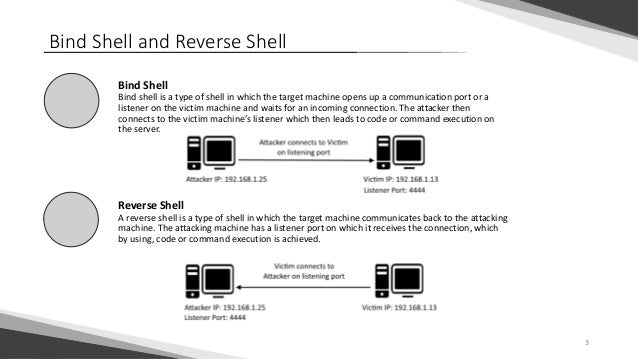 Bind Shell and Reverse Shell
Bind Shell
Bind shell is a type of shell in which the target machine opens up a communication port or a
listener on the victim machine and waits for an incoming connection. The attacker then
connects to the victim machine's listener which then leads to code or command execution on
the server.
Attacker connects to Victim
on listening port
Attacker IP: 192.168.1.25
Victim IP: 192.168.1.13
Listener Port: 4444
Reverse Shell
A reverse shell is a type of shell in which the target machine communicates back to the attacking
machine. The attacking machine has a listener port on which it receives the connection, which
by using, code or command execution is achieved.
Victim connects to
Attacker on listening port
Attacker IP: 192.168.1.25
Listener Port: 4444
Victim IP: 192.168.1.13
3